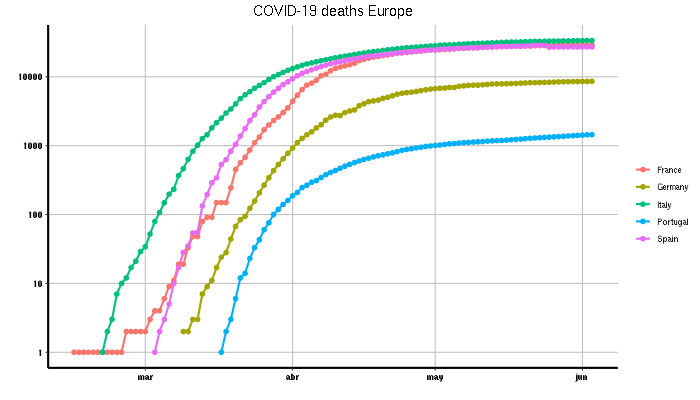 COVID-19 deaths Europe
10000
1000
100
10
1
mar abr may jun
France
Germany
Italy
Portugal
Spain